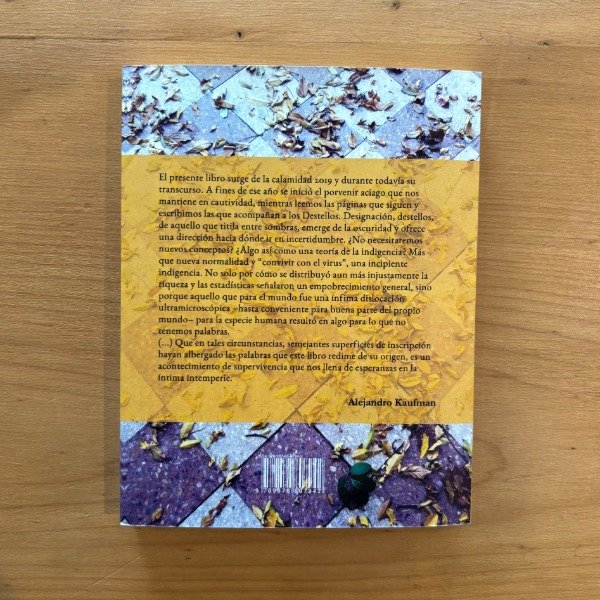 El presente libro surge de la calamidad 2019 y durante todavía su
transcurso. A fines de ese año se inició el porvenir aciago que nos
mantiene en cautividad, mientras leemos las páginas que siguen y
escribimos las que acompañan a los Destellos. Designación, destellos,
de aquello que titila entre sombras, emerge de la oscuridad y ofrece
una dirección hacia dónde ir en incertidumbre. ¿No necesitaremos
nuevos conceptos? ¿Algo así como una teoría de la indigencia? Más
que nueva normalidad y “convivir con el virus”, una incipiente
indigencia. No solo por cómo se distribuyó aun más injustamente la
riqueza y las estadísticas señalaron un empobrecimiento general, sino
porque aquello que para el mundo fue una ínfima dislocación
ultramicroscópica –hasta conveniente para buena parte del propio
mundo– para la especie humana resultó en algo para lo que no
tenemos palabras.
(...) Que en tales circunstancias, semejantes superficies de inscripción
hayan albergado las palabras que este libro redime de su origen, es un
acontecimiento de supervivencia que nos llena de esperanzas en la
íntima intemperie.
Alejandro Kaufman